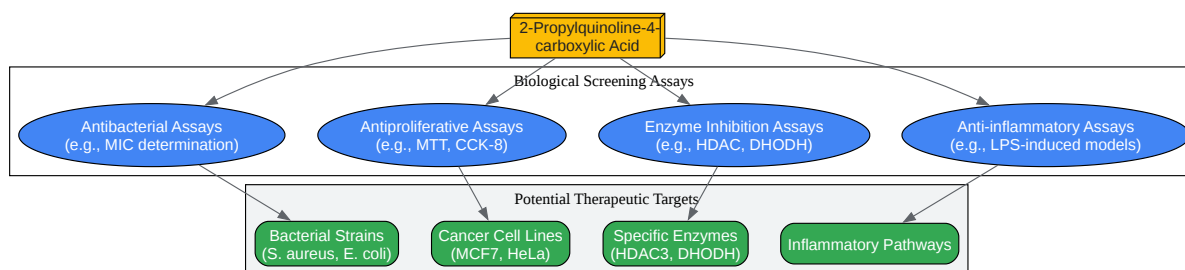 2-Propylquinoline-4-
carboxylic Acid
Biological Screening Assays
Antibacterial Assays
(e.g., MIC determination)
Antiproliferative Assays
(e.g., MTT, CCK-8)
Enzyme Inhibition Assays
(e.g., HDAC, DHODH)
Anti-inflammatory Assays
(e.g., LPS-induced models)
Potential Therapeutic Targets
Bacterial Strains
(S. aureus, E. coli)
Cancer Cell Lines
(MCF7, HeLa)
Specific Enzymes
(HDAC3, DHODH)
Inflammatory Pathways